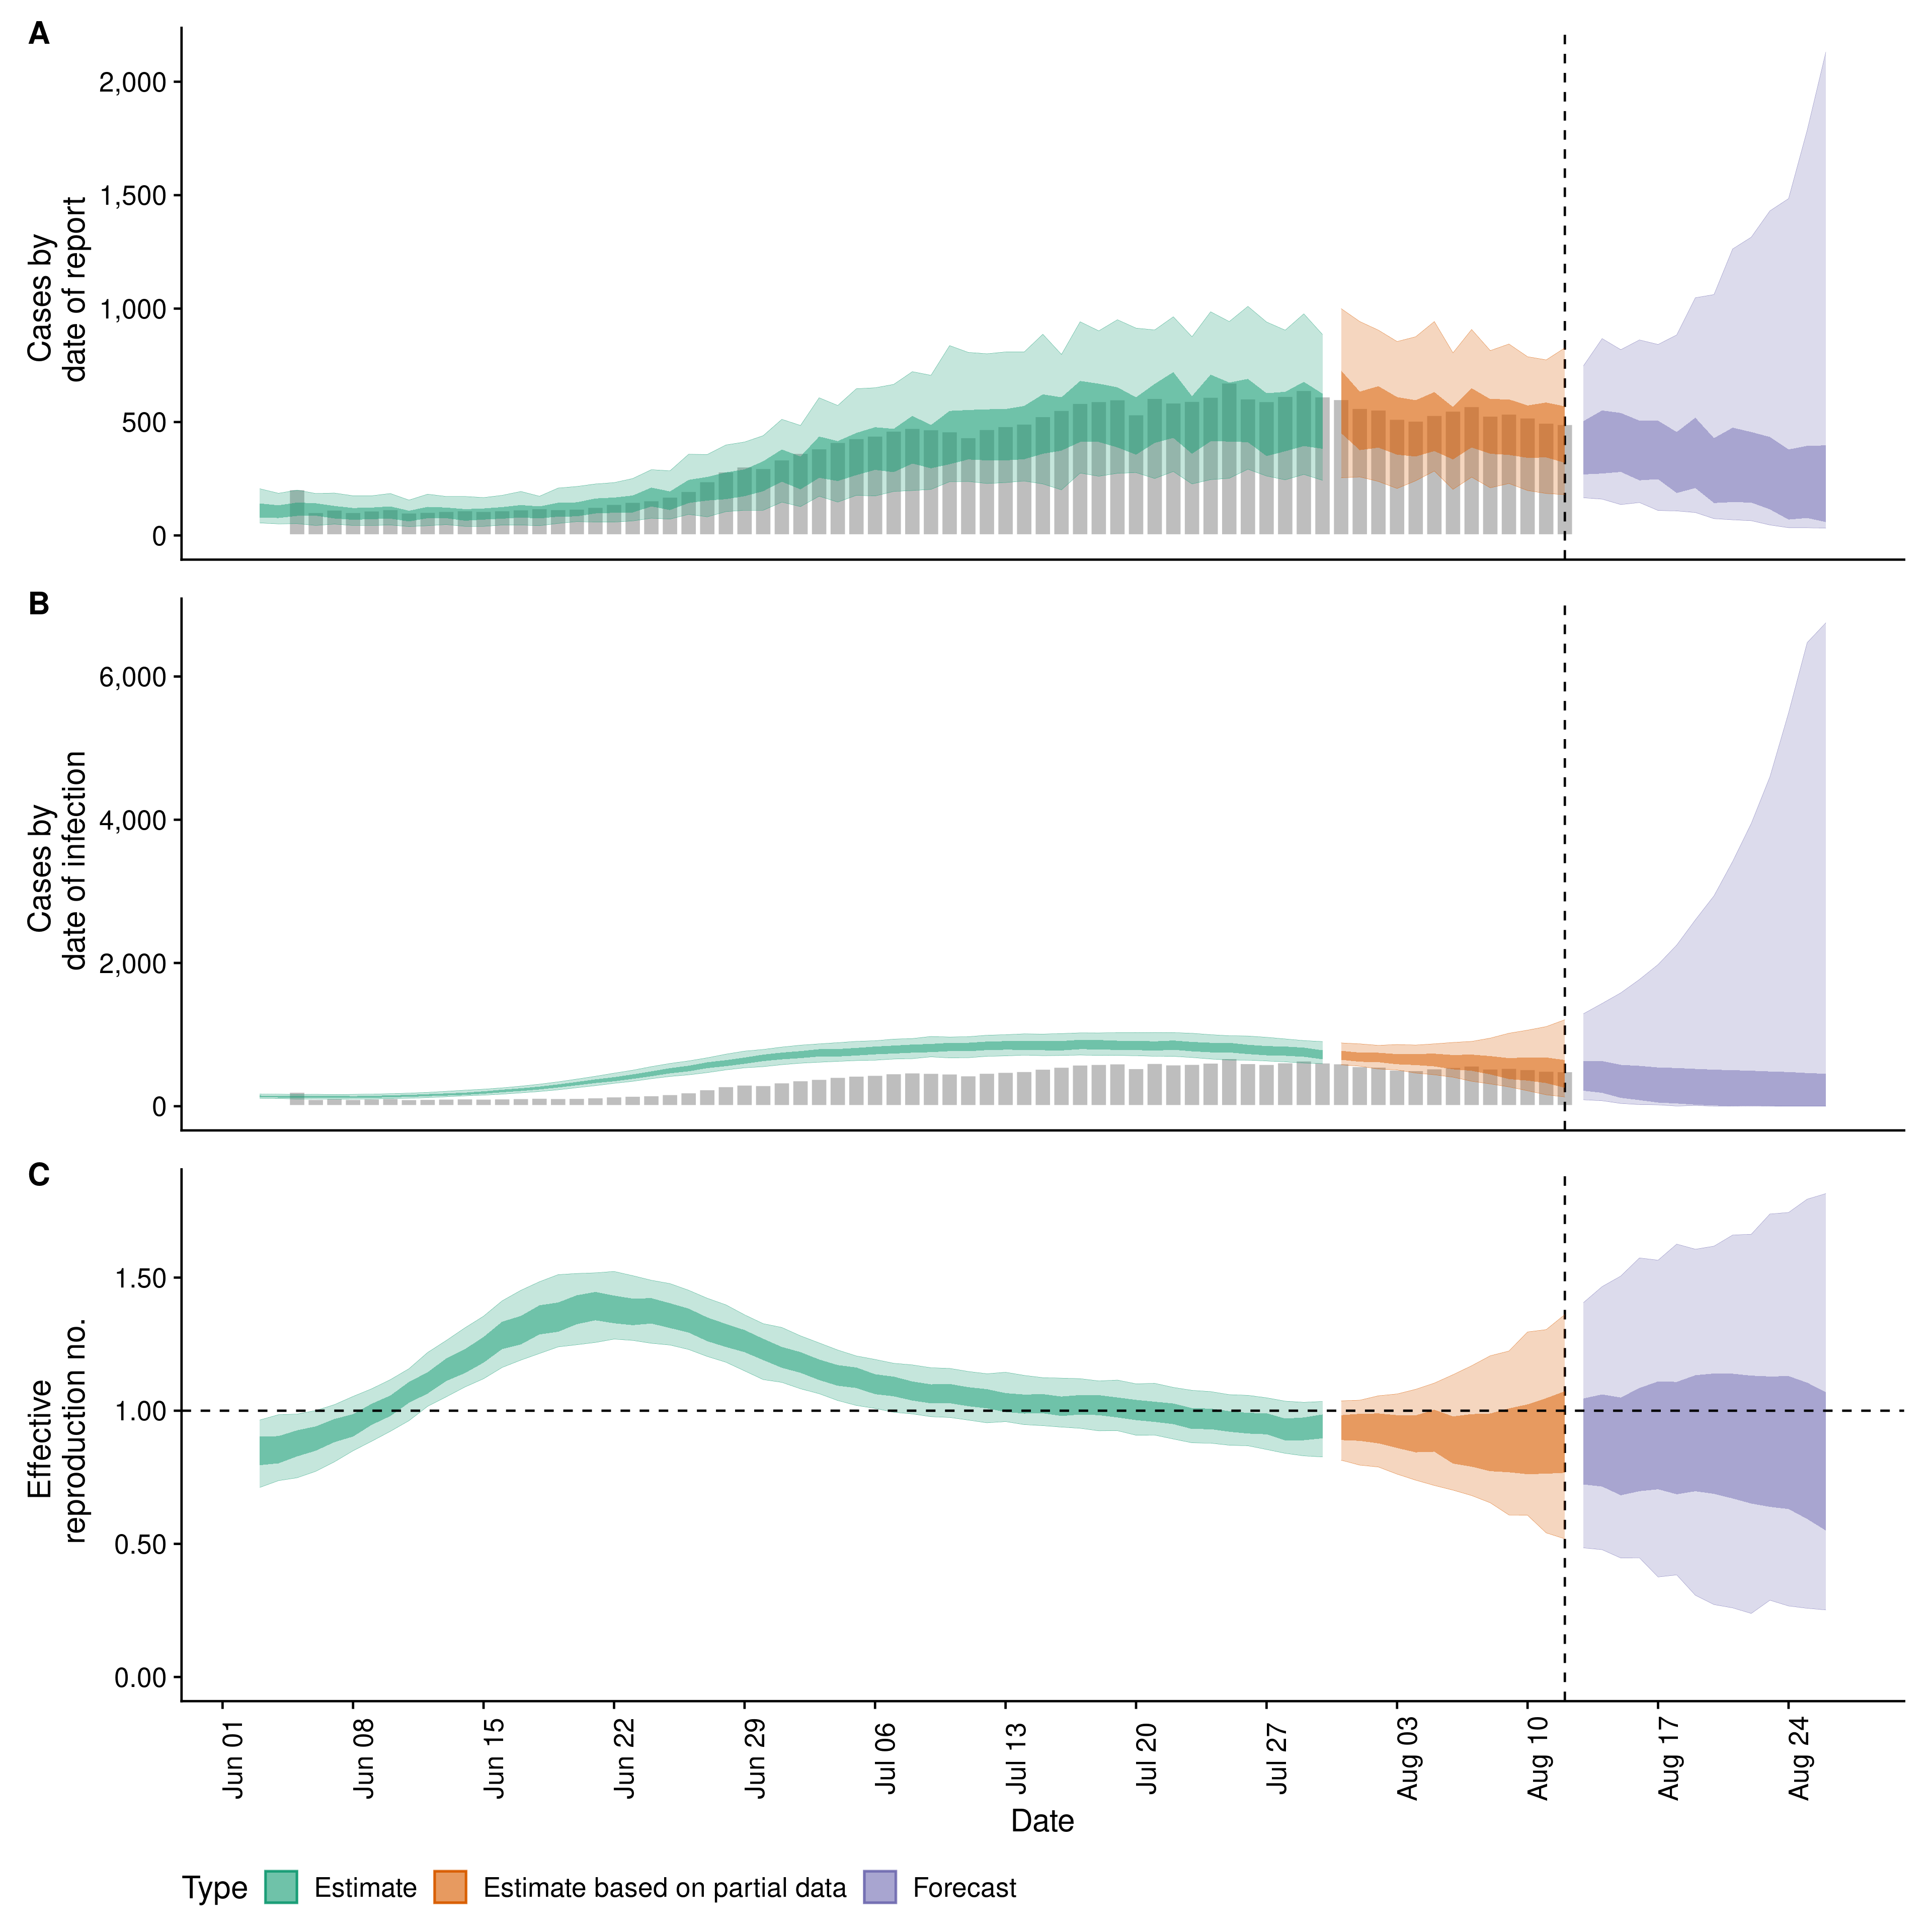 A
Cases by
date of report
2,000
1,500
1,000
500
0
B
Cases by
date of infection
6,000
4,000
2,000
0
C
Effective
reproduction no.
1.50
1.00
0.50
0.00
Jun 01
Jun 08
Jun 15
Jun 22
Jun 29
Jul 06
Jul 13
Jul 20
Jul 27
Aug 03
Aug 10
Aug 17
Aug 24
Date
Type
Estimate
Estimate based on partial data
Forecast